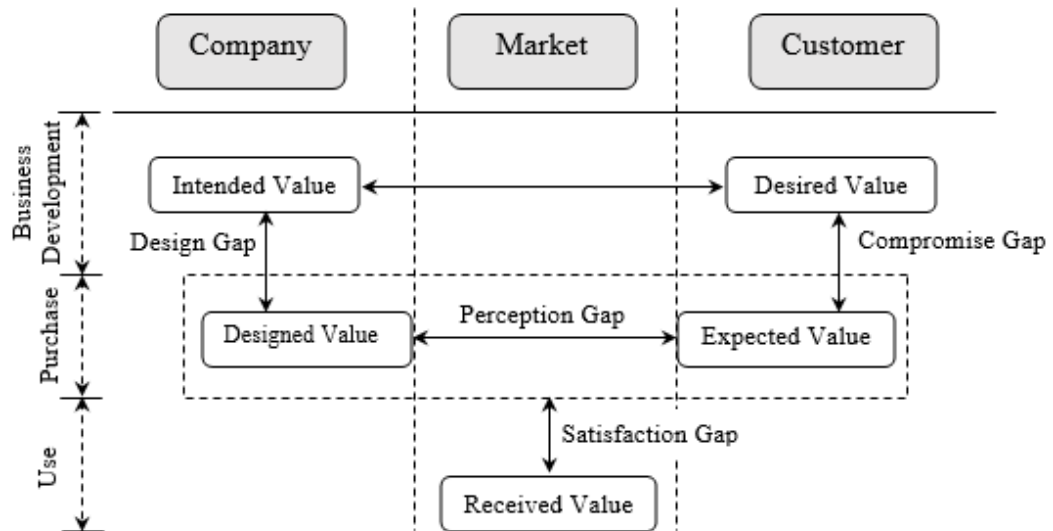 Company
Market
Customer
Business
Development
Intended Value
Desired Value
Design Gap
Compromise Gap
Purchase
Designed Value
Perception Gap
Expected Value
Use
Satisfaction Gap
Received Value